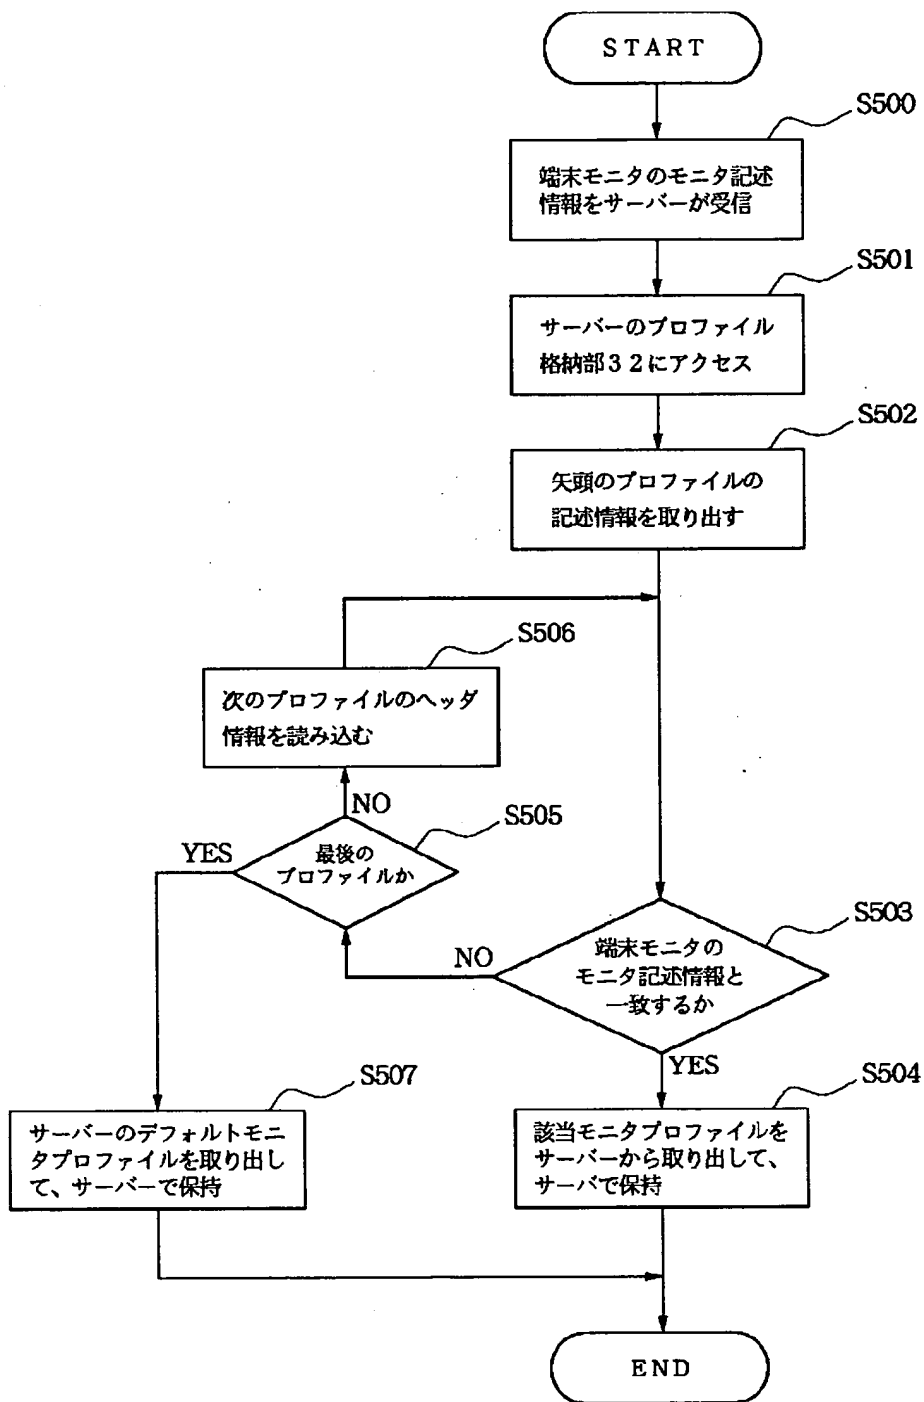 START
S500
端末モニタのモニタ記述
情報をサーバーが受信
S501
サーバーのプロファイル
格納部32にアクセス
S502
矢頭のプロファイルの
記述情報を取り出す
S506
次のプロファイルのヘッダ
情報を読み込む
NO
S505
YES
最後の
プロファイルか
S503
NO
端末モニタの
モニタ記述情報と
一致するか
YES
S507
S504
サーバーのデフォルトモニ
タプロファイルを取り出し
て、サーバーで保持
該当モニタプロファイルを
サーバーから取り出して、
サーバで保持
END